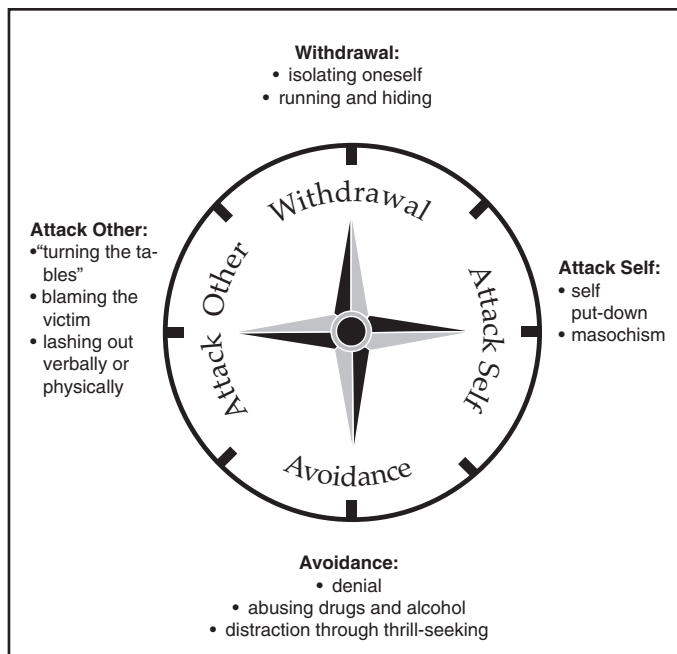 Withdrawal:
• isolating oneself
• running and hiding
Attack Other:
•“turning the ta-
bles”
• blaming the
victim
• lashing out
verbally or
physically
Withdrawal
Attack Other
Attack Self
Avoidance
Attack Self:
• self
put-down
• masochism
Avoidance:
• denial
• abusing drugs and alcohol
• distraction through thrill-seeking